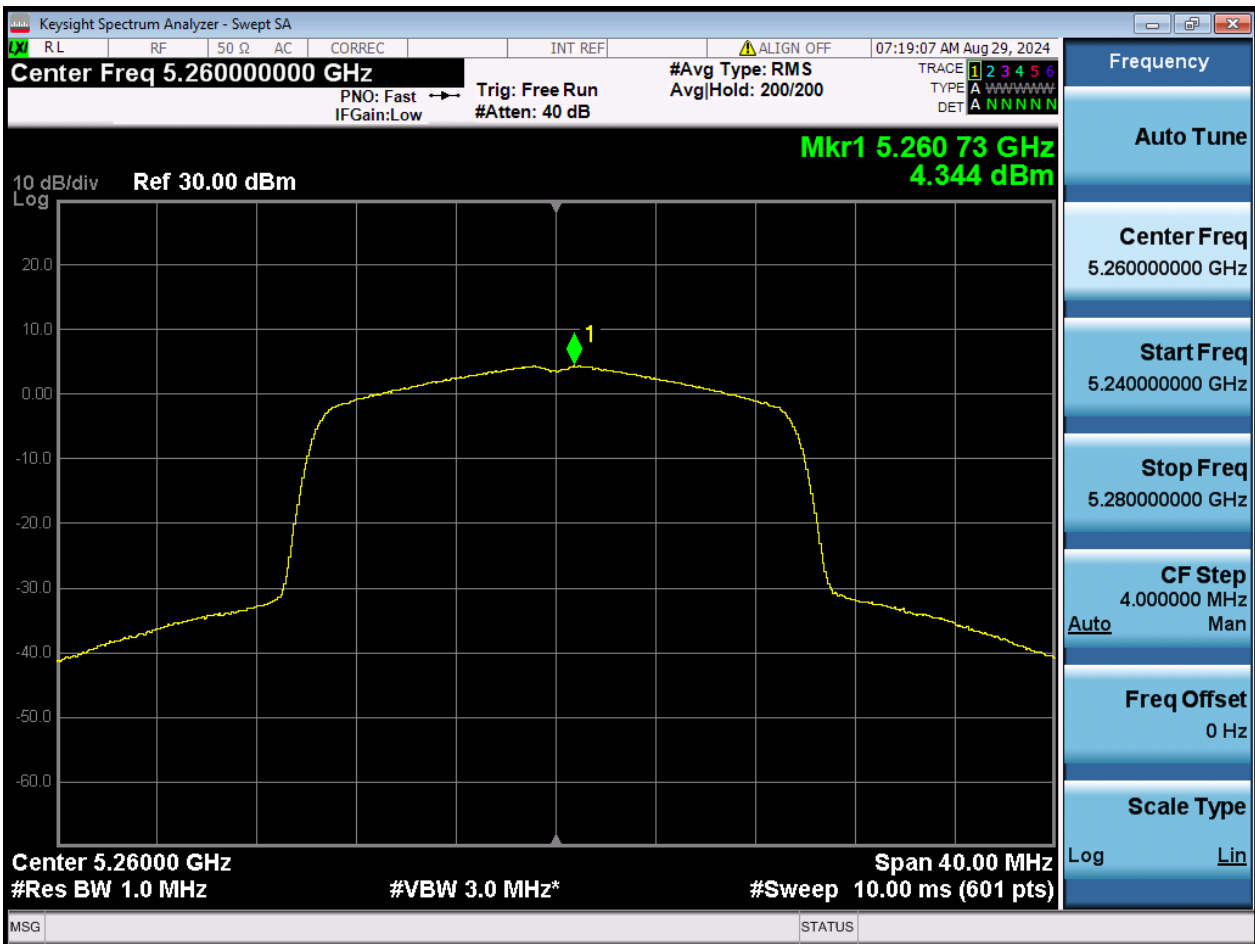 Keysight Spectrum Analyzer - Swept SA
LXI RL RF 50 Ω AC CORREC INT REF ALIGN OFF 07:19:07 AM Aug 29, 2024
Center Freq 5.260000000 GHz
PNO: Fast
IFGain:Low
Trig: Free Run
#Atten: 40 dB
#Avg Type: RMS
Avg|Hold: 200/200
TRACE 1 2 3 4 5 6
TYPE A WWWWW
DET A N N N N N
Mkr1 5.260 73 GHz
4.344 dBm
10 dB/div Ref 30.00 dBm
Log
20.0
10.0
1
0.00
-10.0
-20.0
-30.0
-40.0
-50.0
-60.0
Center 5.26000 GHz Span 40.00 MHz
#Res BW 1.0 MHz #VBW 3.0 MHz* #Sweep 10.00 ms (601 pts)
MSG STATUS
Frequency
Auto Tune
Center Freq
5.260000000 GHz
Start Freq
5.240000000 GHz
Stop Freq
5.280000000 GHz
CF Step
4.000000 MHz
Auto Man
Freq Offset
0 Hz
Scale Type
Log Lin